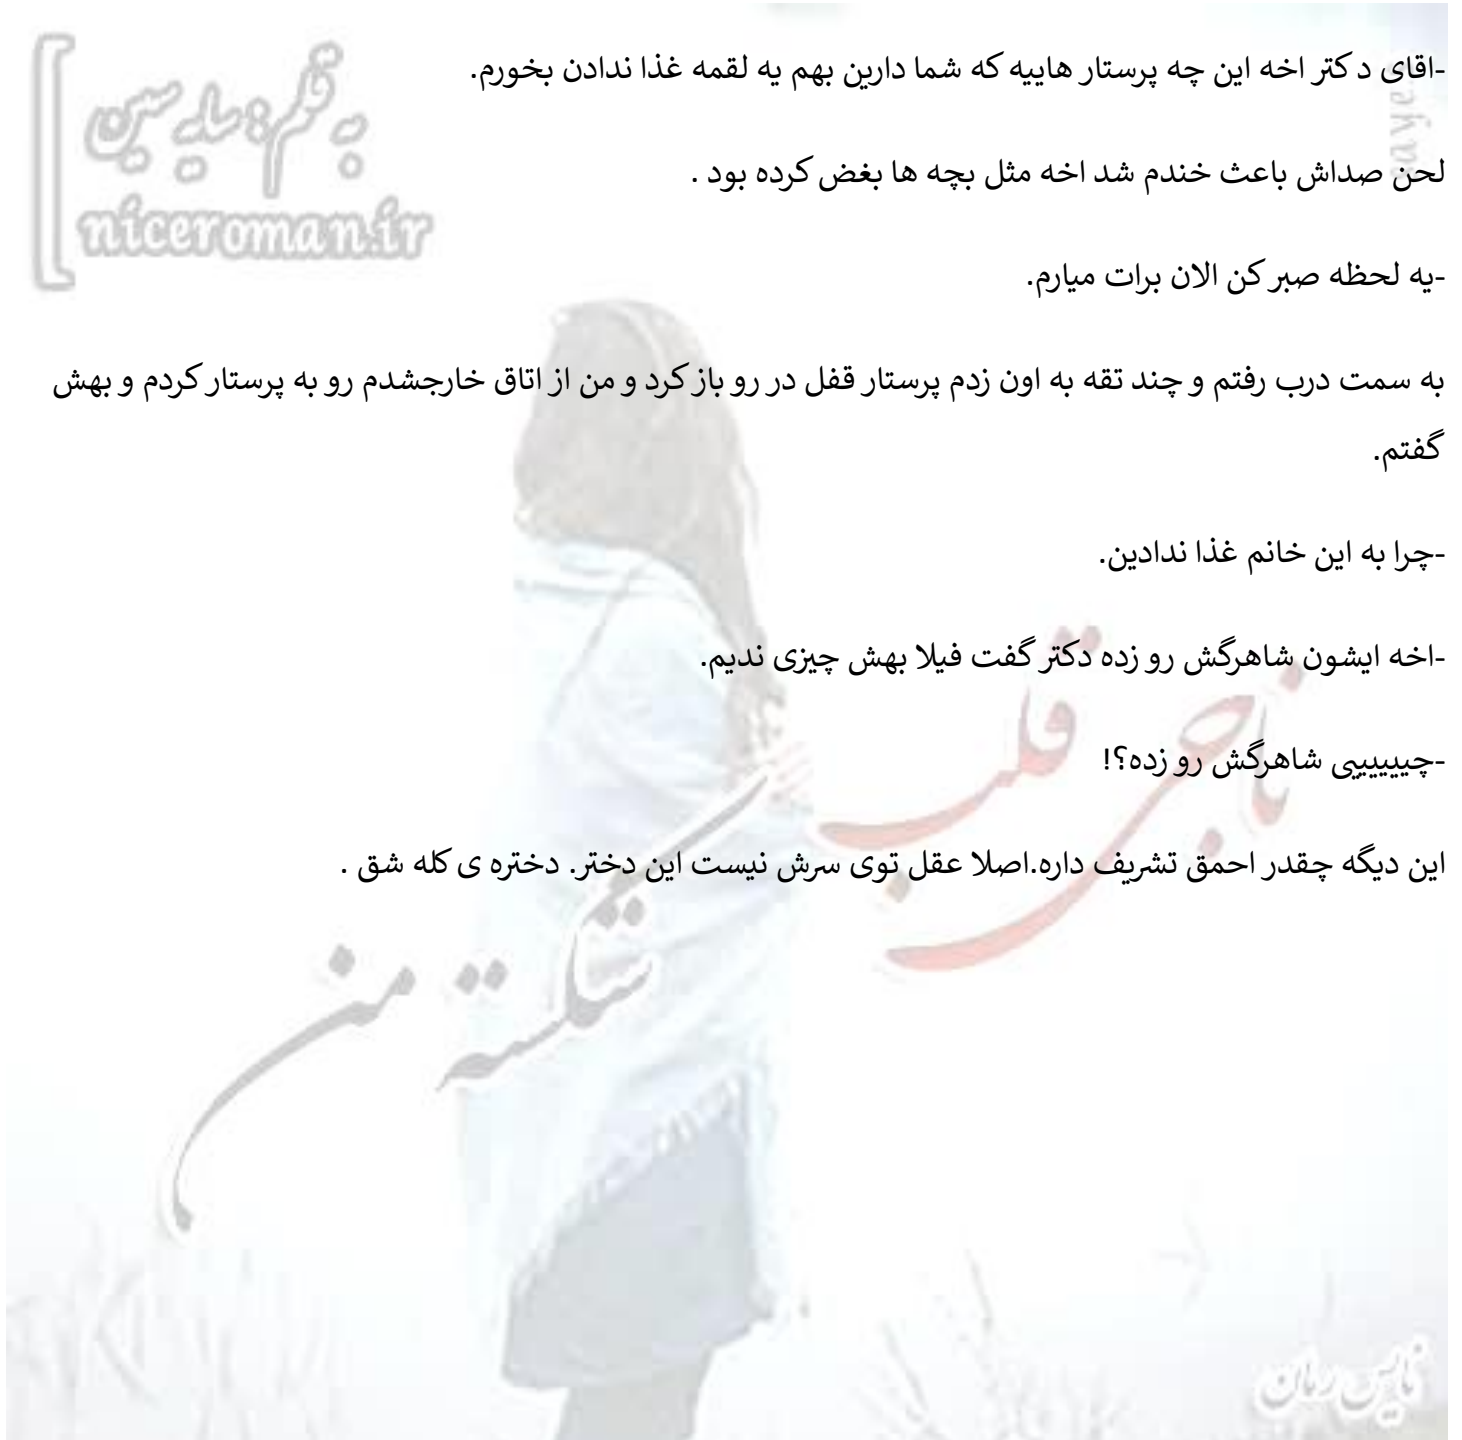 -اقای د کتر اخه این چه پرستار هاییه که شما دارین بهم یه لقمه غذا ندادن بخورم.
لحن صداش باعث خندم شد اخه مثل بچه ها بغض کرده بود .
-یه لحظه صبر کن الان برات میارم.
به سمت درب رفتم و چند تقه به اون زدم پرستار قفل در رو باز کرد و من از اتاق خارجشدم رو به پرستار کردم و بهش
گفتم.
-چرا به این خانم غذا ندادین.
-اخه ایشون شاهرگش رو زده دکتر گفت فیلا بهش چیزی ندیم.
-چیییییی شاهرگش رو زده؟!
این دیگه چقدر احمق تشریف داره.اصلا عقل توی سرش نیست این دختر. دختره ی کله شق .
به قلم: سایه سین
niceroman.ir
ناجی قلب
شکسته من
نایس رمان